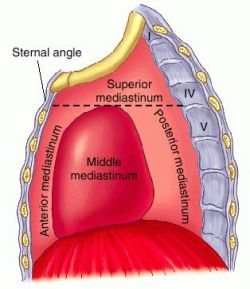 Sternal angle
I
Superior
mediastinum
IV
V
Middle
mediastinum
Anterior mediastinum
Posterior mediastinum